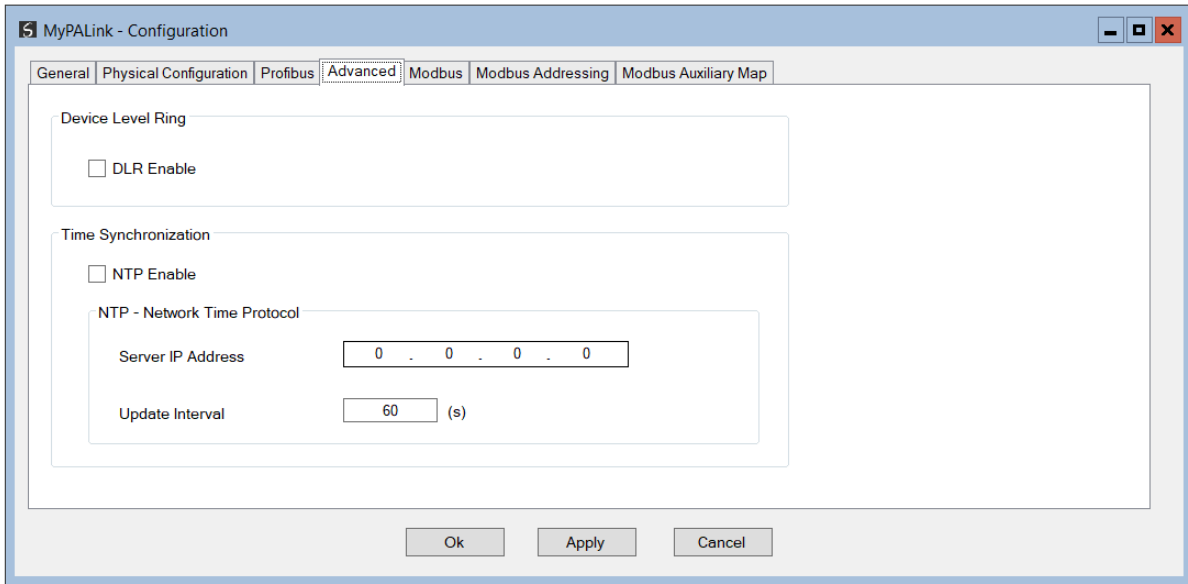 MyPALink - Configuration
General Physical Configuration Profibus Advanced Modbus Modbus Addressing Modbus Auxiliary Map
Device Level Ring
DLR Enable
Time Synchronization
NTP Enable
NTP - Network Time Protocol
Server IP Address 0 . 0 . 0 . 0
Update Interval 60 (s)
Ok Apply Cancel